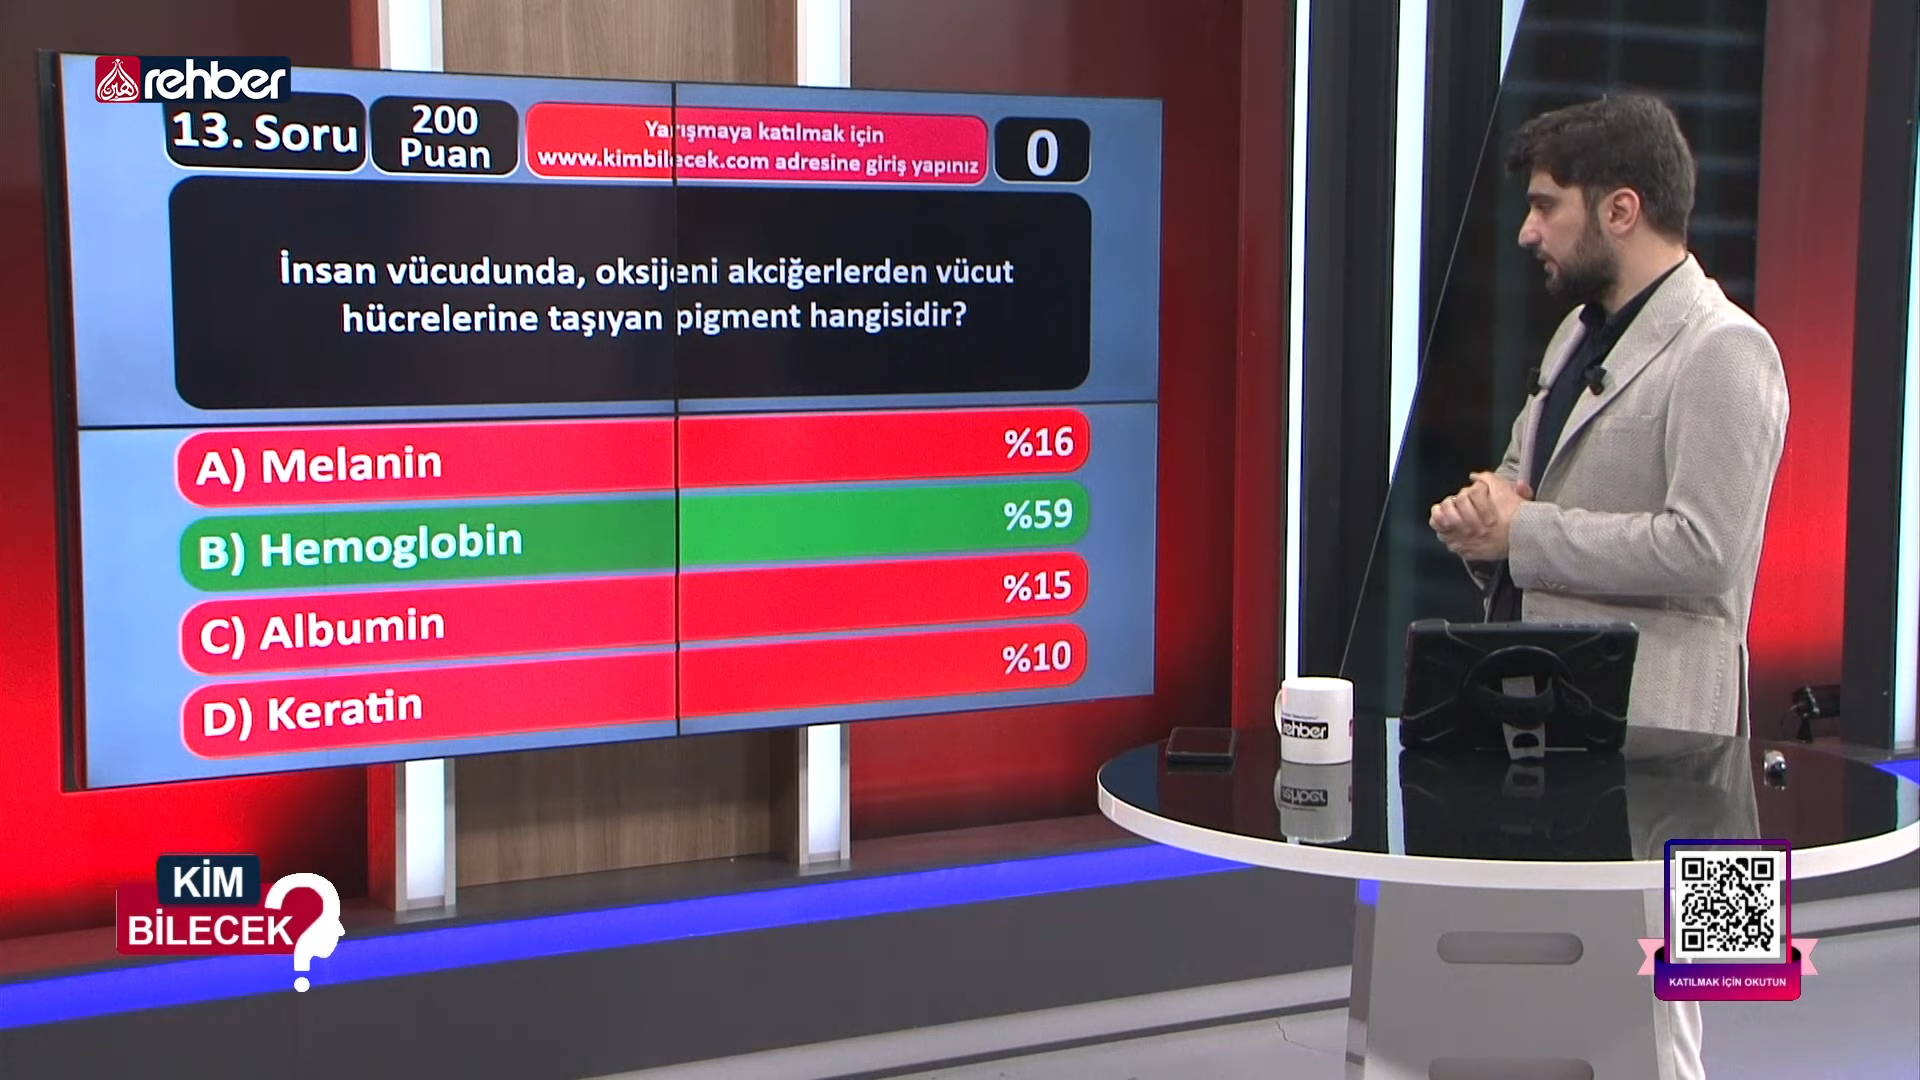 rehber
13. Soru
200
Puan
Yarışmaya katılmak için
www.kimbilecek.com adresine giriş yapınız
0
İnsan vücudunda, oksijeni akciğerlerden vücut
hücrelerine taşıyan pigment hangisidir?
A) Melanin %16
B) Hemoglobin %59
C) Albumin %15
D) Keratin %10
rehber
KİM
BİLECEK?
KATILMAK İÇİN OKUTUN